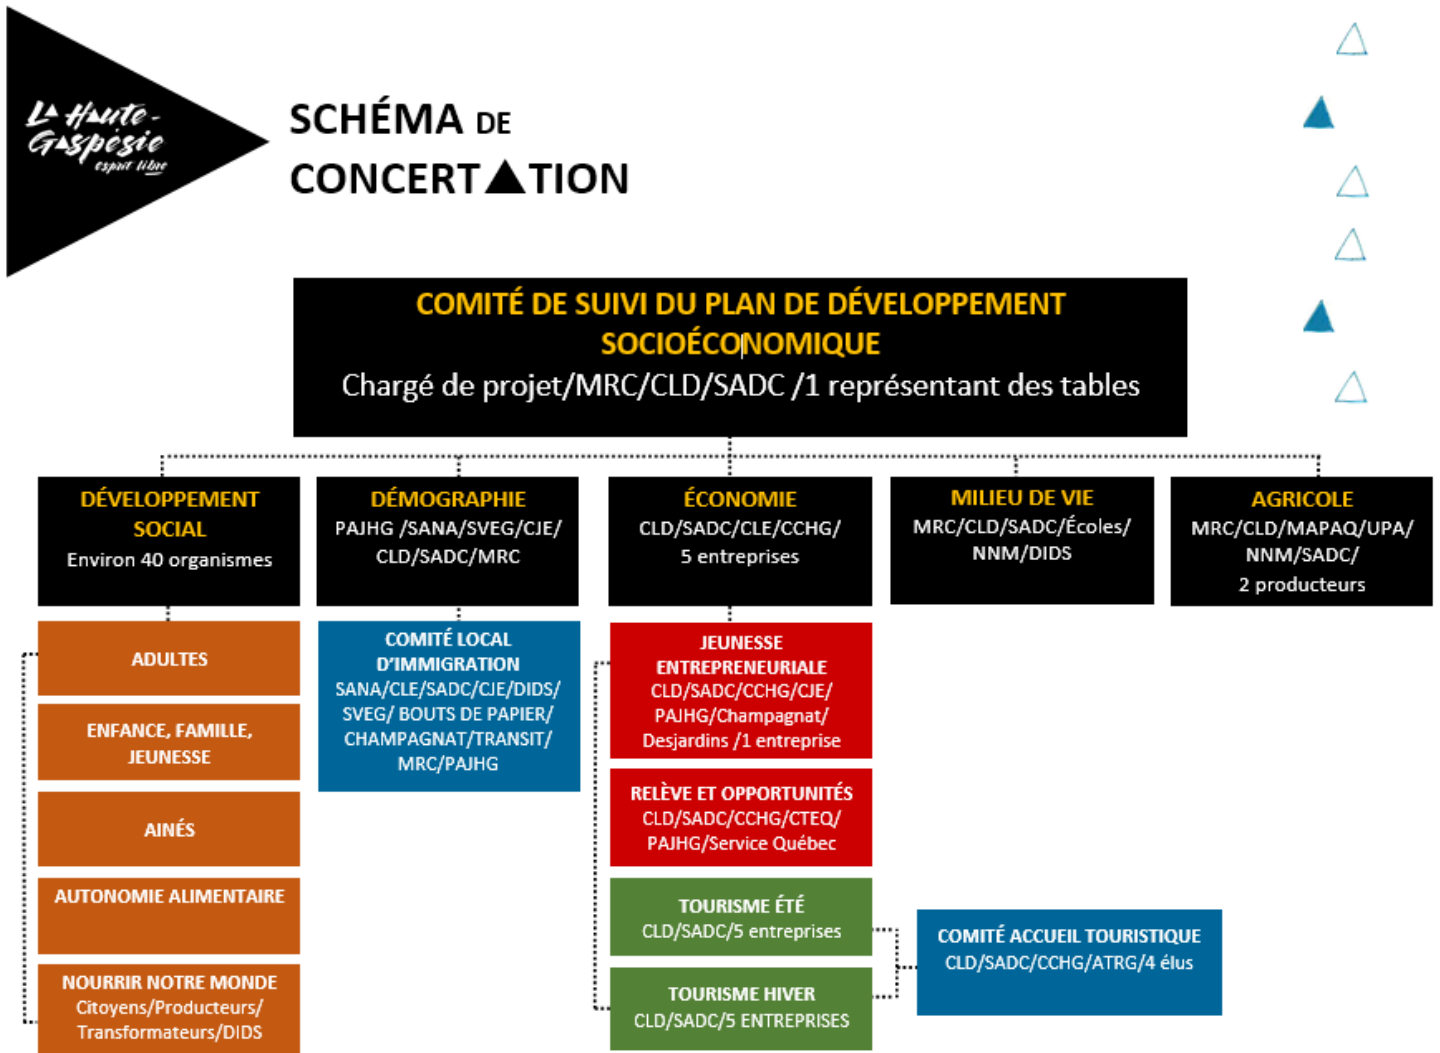 La Haute-
Gaspésie
esprit libre
SCHÉMA DE
CONCERTATION
COMITÉ DE SUIVI DU PLAN DE DÉVELOPPEMENT
SOCIOÉCONOMIQUE
Chargé de projet/MRC/CLD/SADC /1 représentant des tables
DÉVELOPPEMENT
SOCIAL
Environ 40 organismes
DÉMOGRAPHIE
PAJHG /SANA/SVEG/CJE/
CLD/SADC/MRC
ÉCONOMIE
CLD/SADC/CLE/CCHG/
5 entreprises
MILIEU DE VIE
MRC/CLD/SADC/Écoles/
NNM/DIDS
AGRICOLE
MRC/CLD/MAPAQ/UPA/
NNM/SADC/
2 producteurs
ADULTES
ENFANCE, FAMILLE,
JEUNESSE
AINÉS
AUTONOMIE ALIMENTAIRE
NOURRIR NOTRE MONDE
Citoyens/Producteurs/
Transformateurs/DIDS
COMITÉ LOCAL
D'IMMIGRATION
SANA/CLE/SADC/CJE/DIDS/
SVEG/ BOUTS DE PAPIER/
CHAMPAGNAT/TRANSIT/
MRC/PAJHG
JEUNESSE
ENTREPRENEURIALE
CLD/SADC/CCHG/CJE/
PAJHG/Champagnat/
Desjardins /1 entreprise
RELÈVE ET OPPORTUNITÉS
CLD/SADC/CCHG/CTEQ/
PAJHG/Service Québec
TOURISME ÉTÉ
CLD/SADC/5 entreprises
TOURISME HIVER
CLD/SADC/5 ENTREPRISES
COMITÉ ACCUEIL TOURISTIQUE
CLD/SADC/CCHG/ATRG/4 élus